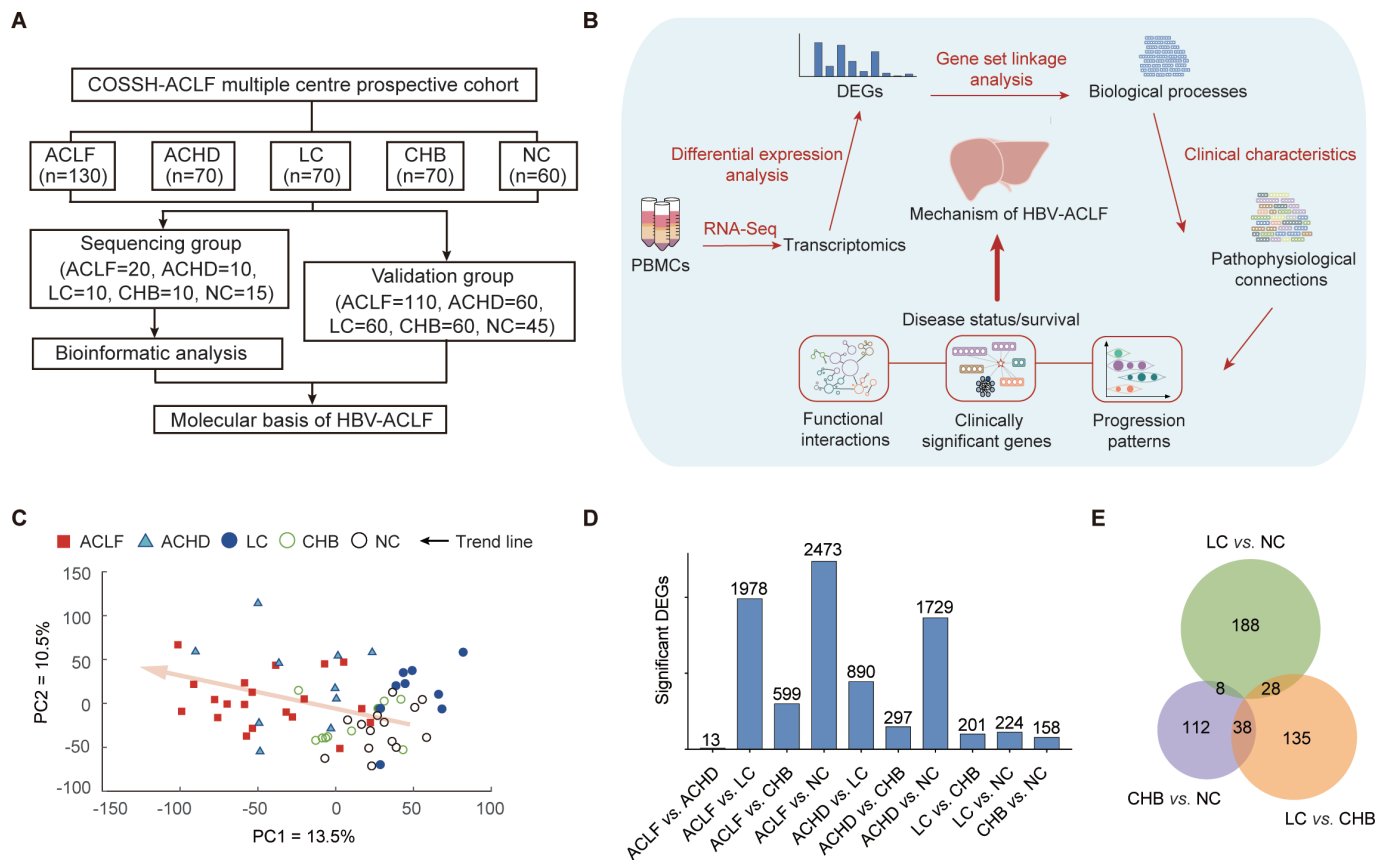 A
COSSH-ACLF multiple centre prospective cohort
ACLF
(n=130)
ACHD
(n=70)
LC
(n=70)
CHB
(n=70)
NC
(n=60)
Sequencing group
(ACLF=20, ACHD=10,
LC=10, CHB=10, NC=15)
Validation group
(ACLF=110, ACHD=60,
LC=60, CHB=60, NC=45)
Bioinformatic analysis
Molecular basis of HBV-ACLF
B
DEGs
Gene set linkage
analysis
Biological processes
Differential expression
analysis
Clinical characteristics
Mechanism of HBV-ACLF
PBMCs
RNA-Seq
Transcriptomics
Pathophysiological
connections
Disease status/survival
Functional
interactions
Clinically
significant genes
Progression
patterns
C
ACLF
ACHD
LC
CHB
NC
Trend line
PC2 = 10.5%
150
100
50
0
-50
-100
-150
-100
-50
0
50
100
PC1 = 13.5%
D
Significant DEGs
13
1978
599
2473
890
297
1729
201
224
158
ACLF vs. ACHD
ACLF vs. LC
ACLF vs. CHB
ACLF vs. NC
ACHD vs. LC
ACHD vs. CHB
ACHD vs. NC
LC vs. CHB
LC vs. NC
CHB vs. NC
E
LC vs. NC
188
8
28
112
38
135
CHB vs. NC
LC vs. CHB